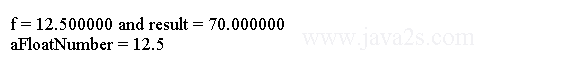 f = 12.500000 and result = 70.000000
aFloatNumber = 12.5
www.java2s.com